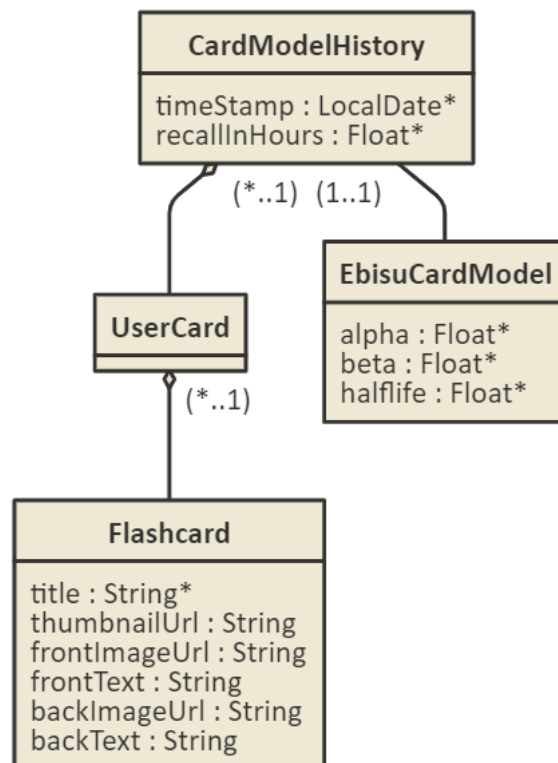 CardModelHistory
timeStamp : LocalDate*
recallInHours : Float*
(*..1) (1..1)
EbisuCardModel
alpha : Float*
beta : Float*
halflife : Float*
UserCard
(*..1)
Flashcard
title : String*
thumbnailUrl : String
frontImageUrl : String
frontText : String
backImageUrl : String
backText : String